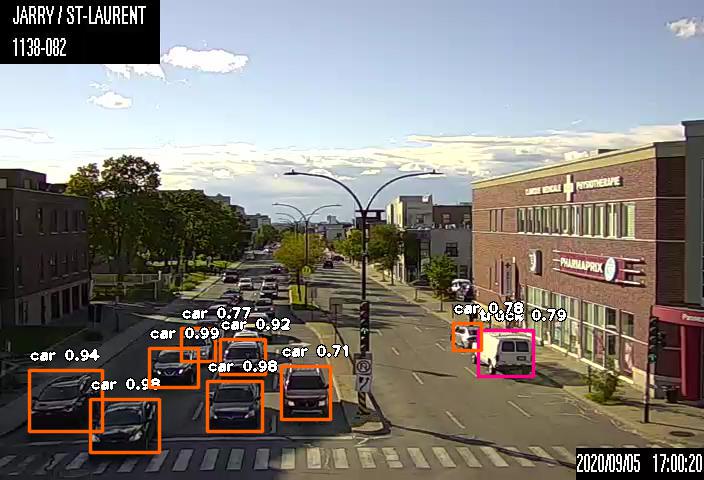 JARRY / ST-LAURENT
1138-082
CLINIQUE MEDICALE PHYSIOTHERAPIE
PHARMAPRIX
car 0.78
truck 0.79
car 0.77
car 0.92
car 0.99
car 0.71
car 0.94
car 0.98
car 0.98
2020/09/05 17:00:20